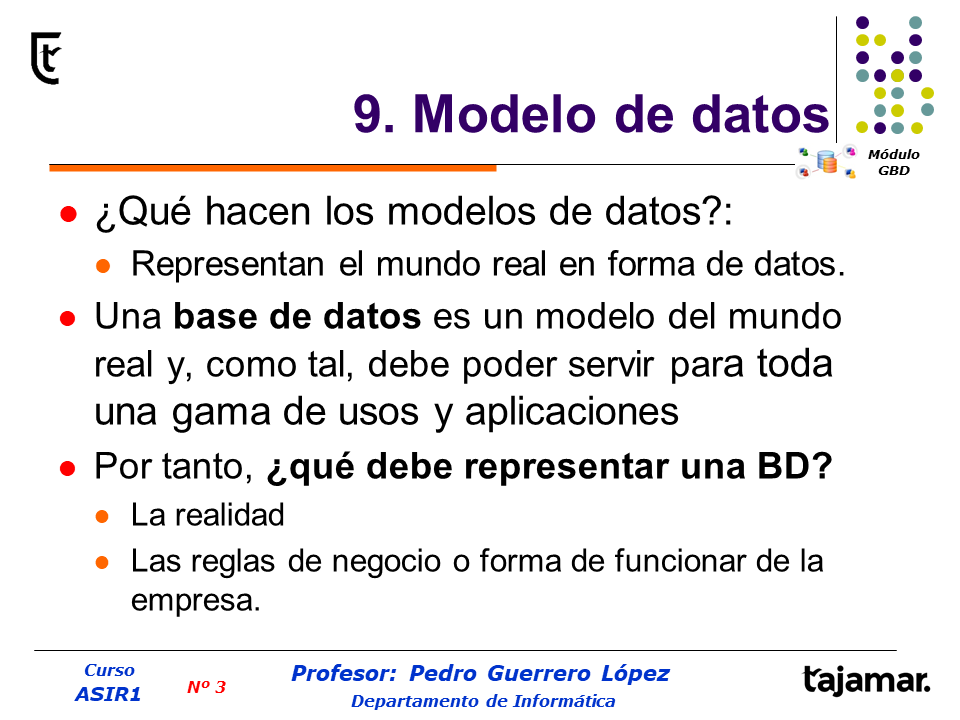 9. Modelo de datos
Módulo
GBD
¿Qué hacen los modelos de datos?:
Representan el mundo real en forma de datos.
Una base de datos es un modelo del mundo
real y, como tal, debe poder servir para toda
una gama de usos y aplicaciones
Por tanto, ¿qué debe representar una BD?
La realidad
Las reglas de negocio o forma de funcionar de la
empresa.
Curso
ASIR1
Nº 3
Profesor: Pedro Guerrero López
Departamento de Informática
tajamar.